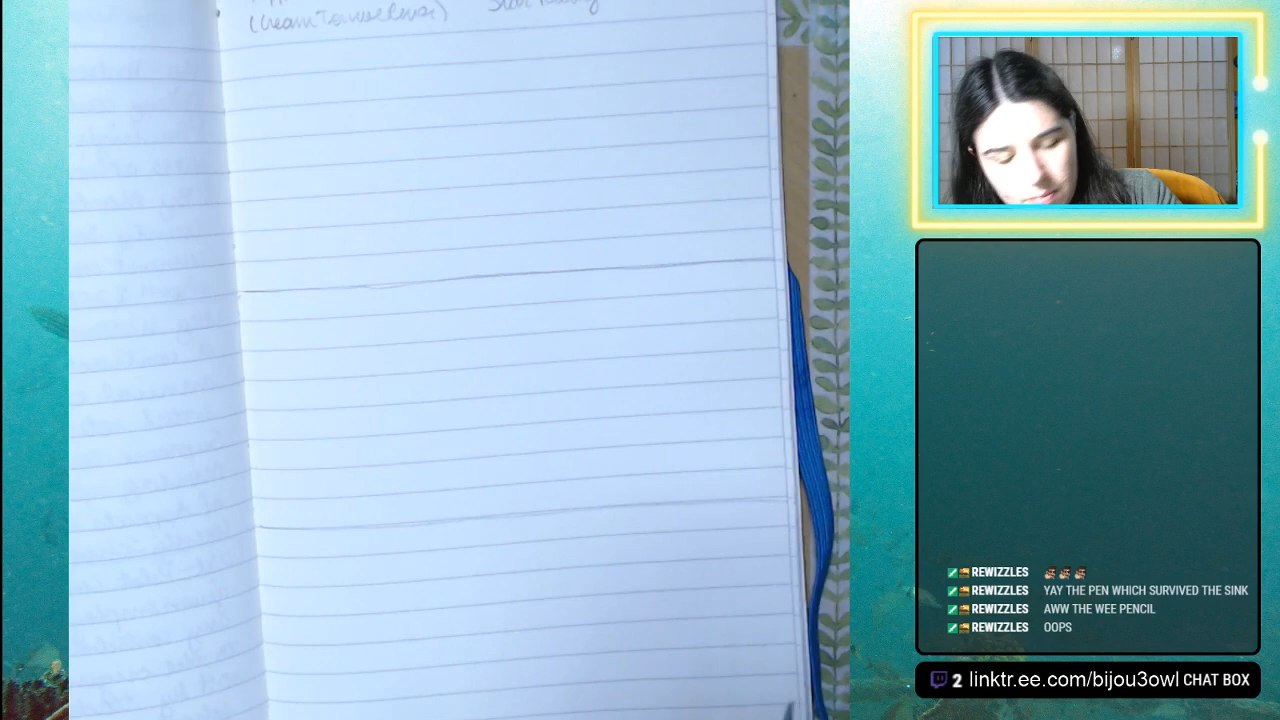 REWIZZLES
REWIZZLES YAY THE PEN WHICH SURVIVED THE SINK
REWIZZLES AWW THE WEE PENCIL
REWIZZLES OOPS
2 linktr.ee.com/bijou3owl CHAT BOX